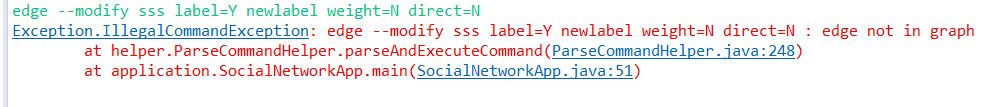 edge --modify sss label=Y newlabel weight=N direct=N
Exception.IllegalCommandException: edge --modify sss label=Y newlabel weight=N direct=N : edge not in graph
at helper.ParseCommandHelper.parseAndExecuteCommand(ParseCommandHelper.java:248)
at application.SocialNetworkApp.main(SocialNetworkApp.java:51)